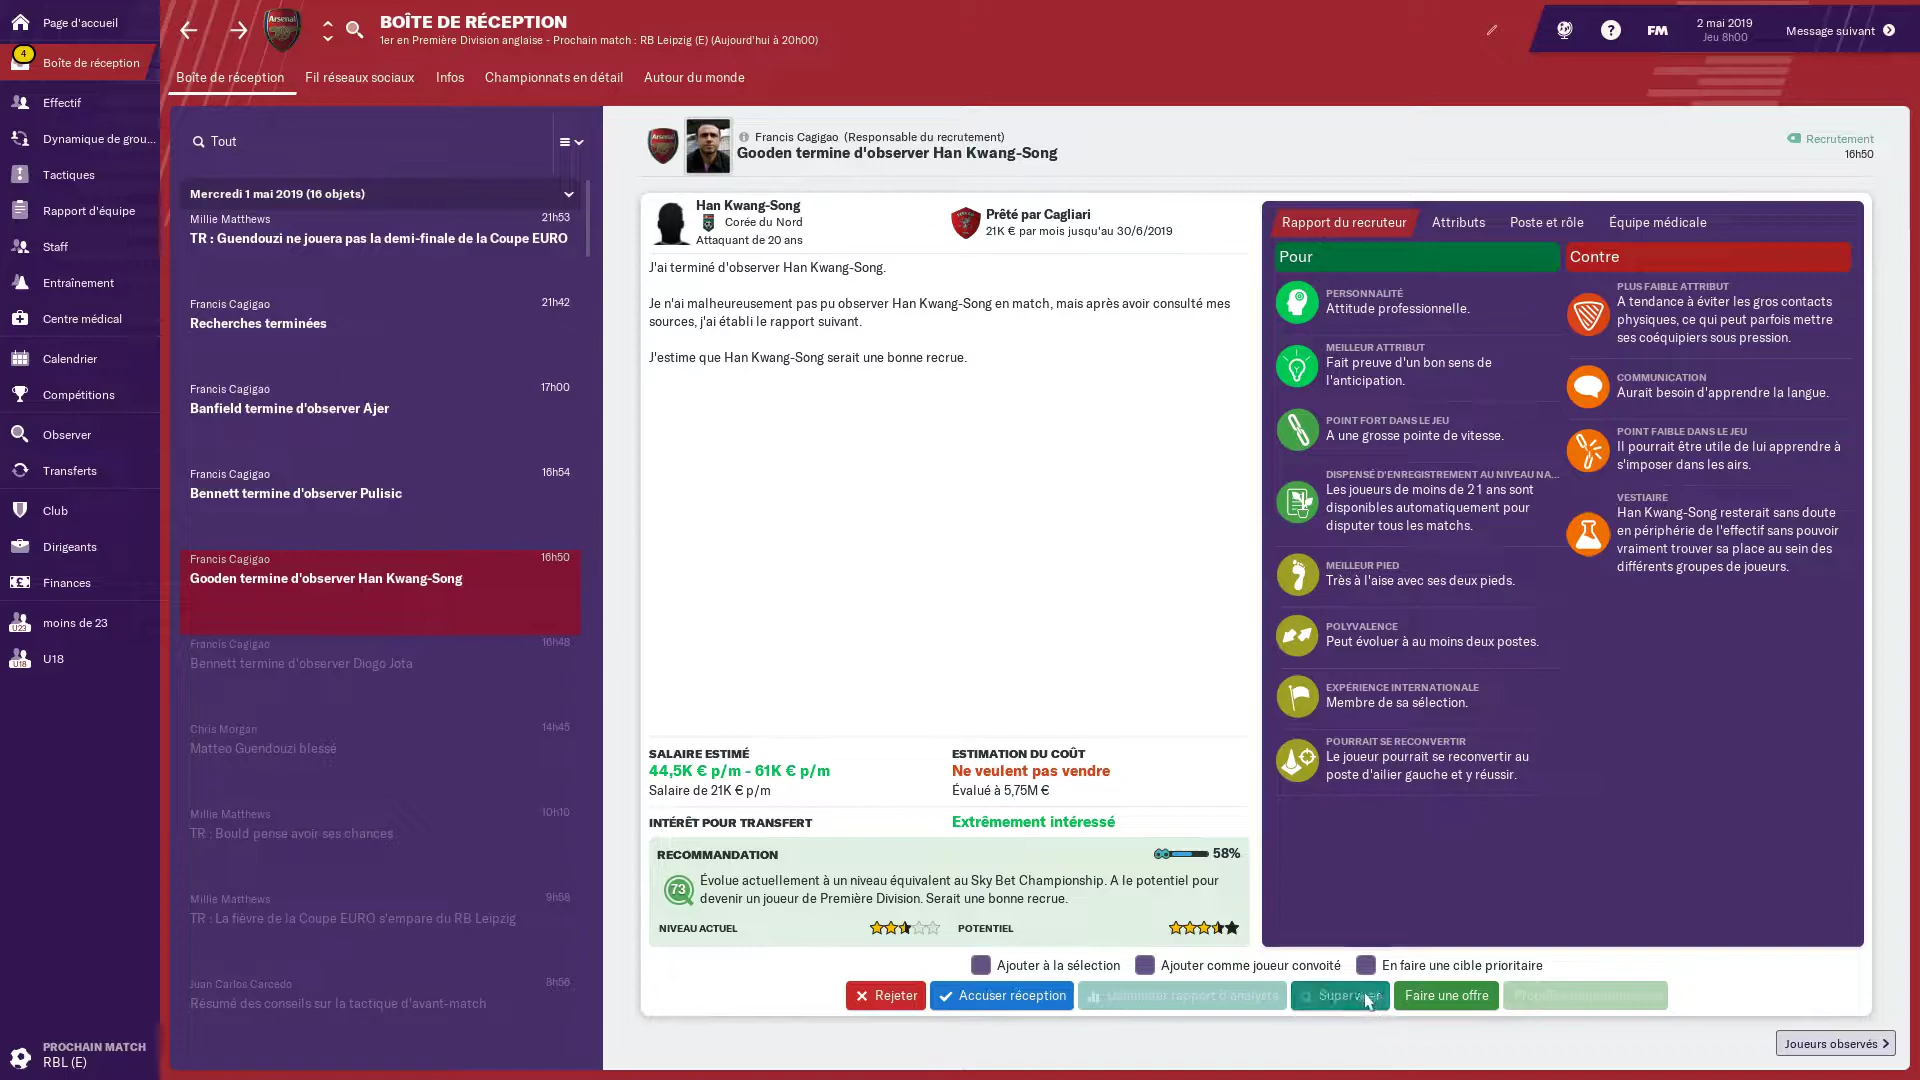 Page d'accueil
4
Boîte de réception
Effectif
Dynamique de grou...
Tactiques
Rapport d'équipe
Staff
Entraînement
Centre médical
Calendrier
Compétitions
Observer
Transferts
Club
Dirigeants
Finances
U23
moins de 23
U18
U18
PROCHAIN MATCH
RBL (E)
Arsenal
BOÎTE DE RÉCEPTION
1er en Première Division anglaise - Prochain match : RB Leipzig (E) (Aujourd'hui à 20h00)
?
FM
2 mai 2019
Jeu 8h00
Message suivant
Boîte de réception
Fil réseaux sociaux
Infos
Championnats en détail
Autour du monde
Tout
Mercredi 1 mai 2019 (16 objets)
Millie Matthews
21h53
TR : Guendouzi ne jouera pas la demi-finale de la Coupe EURO
Francis Cagigao
21h42
Recherches terminées
Francis Cagigao
17h00
Banfield termine d'observer Ajer
Francis Cagigao
16h54
Bennett termine d'observer Pulisic
Francis Cagigao
16h50
Gooden termine d'observer Han Kwang-Song
Francis Cagigao
16h48
Bennett termine d'observer Diogo Jota
Chris Morgan
14h45
Matteo Guendouzi blessé
Millie Matthews
10h10
TR : Bould pense avoir ses chances
Millie Matthews
9h58
TR : La fièvre de la Coupe EURO s'empare du RB Leipzig
Juan Carlos Carcedo
8h56
Résumé des conseils sur la tactique d'avant-match
Arsenal
Francis Cagigao (Responsable du recrutement)
Gooden termine d'observer Han Kwang-Song
Recrutement
16h50
Han Kwang-Song
Corée du Nord
Attaquant de 20 ans
Prêté par Cagliari
21K € par mois jusqu'au 30/6/2019
J'ai terminé d'observer Han Kwang-Song.
Je n'ai malheureusement pas pu observer Han Kwang-Song en match, mais après avoir consulté mes
sources, j'ai établi le rapport suivant.
J'estime que Han Kwang-Song serait une bonne recrue.
SALAIRE ESTIMÉ
44,5K € p/m - 61K € p/m
Salaire de 21K € p/m
ESTIMATION DU COÛT
Ne veulent pas vendre
Évalué à 5,75M €
INTÉRÊT POUR TRANSFERT
Extrêmement intéressé
RECOMMANDATION
58%
73
Évolue actuellement à un niveau équivalent au Sky Bet Championship. A le potentiel pour
devenir un joueur de Première Division. Serait une bonne recrue.
NIVEAU ACTUEL
POTENTIEL
Rapport du recruteur
Attributs
Poste et rôle
Équipe médicale
Pour
PERSONNALITÉ
Attitude professionnelle.
MEILLEUR ATTRIBUT
Fait preuve d'un bon sens de
l'anticipation.
POINT FORT DANS LE JEU
A une grosse pointe de vitesse.
DISPENSÉ D'ENREGISTREMENT AU NIVEAU NA...
Les joueurs de moins de 21 ans sont
disponibles automatiquement pour
disputer tous les matchs.
MEILLEUR PIED
Très à l'aise avec ses deux pieds.
POLYVALENCE
Peut évoluer à au moins deux postes.
EXPÉRIENCE INTERNATIONALE
Membre de sa sélection.
POURRAIT SE RECONVERTIR
Le joueur pourrait se reconvertir au
poste d'ailier gauche et y réussir.
Contre
PLUS FAIBLE ATTRIBUT
A tendance à éviter les gros contacts
physiques, ce qui peut parfois mettre
ses coéquipiers sous pression.
COMMUNICATION
Aurait besoin d'apprendre la langue.
POINT FAIBLE DANS LE JEU
Il pourrait être utile de lui apprendre à
s'imposer dans les airs.
VESTIAIRE
Han Kwang-Song resterait sans doute
en périphérie de l'effectif sans pouvoir
vraiment trouver sa place au sein des
différents groupes de joueurs.
Ajouter à la sélection
Ajouter comme joueur convoité
En faire une cible prioritaire
Rejeter
Accuser réception
rapport d'analyste
Superviser
Faire une offre
Joueurs observés